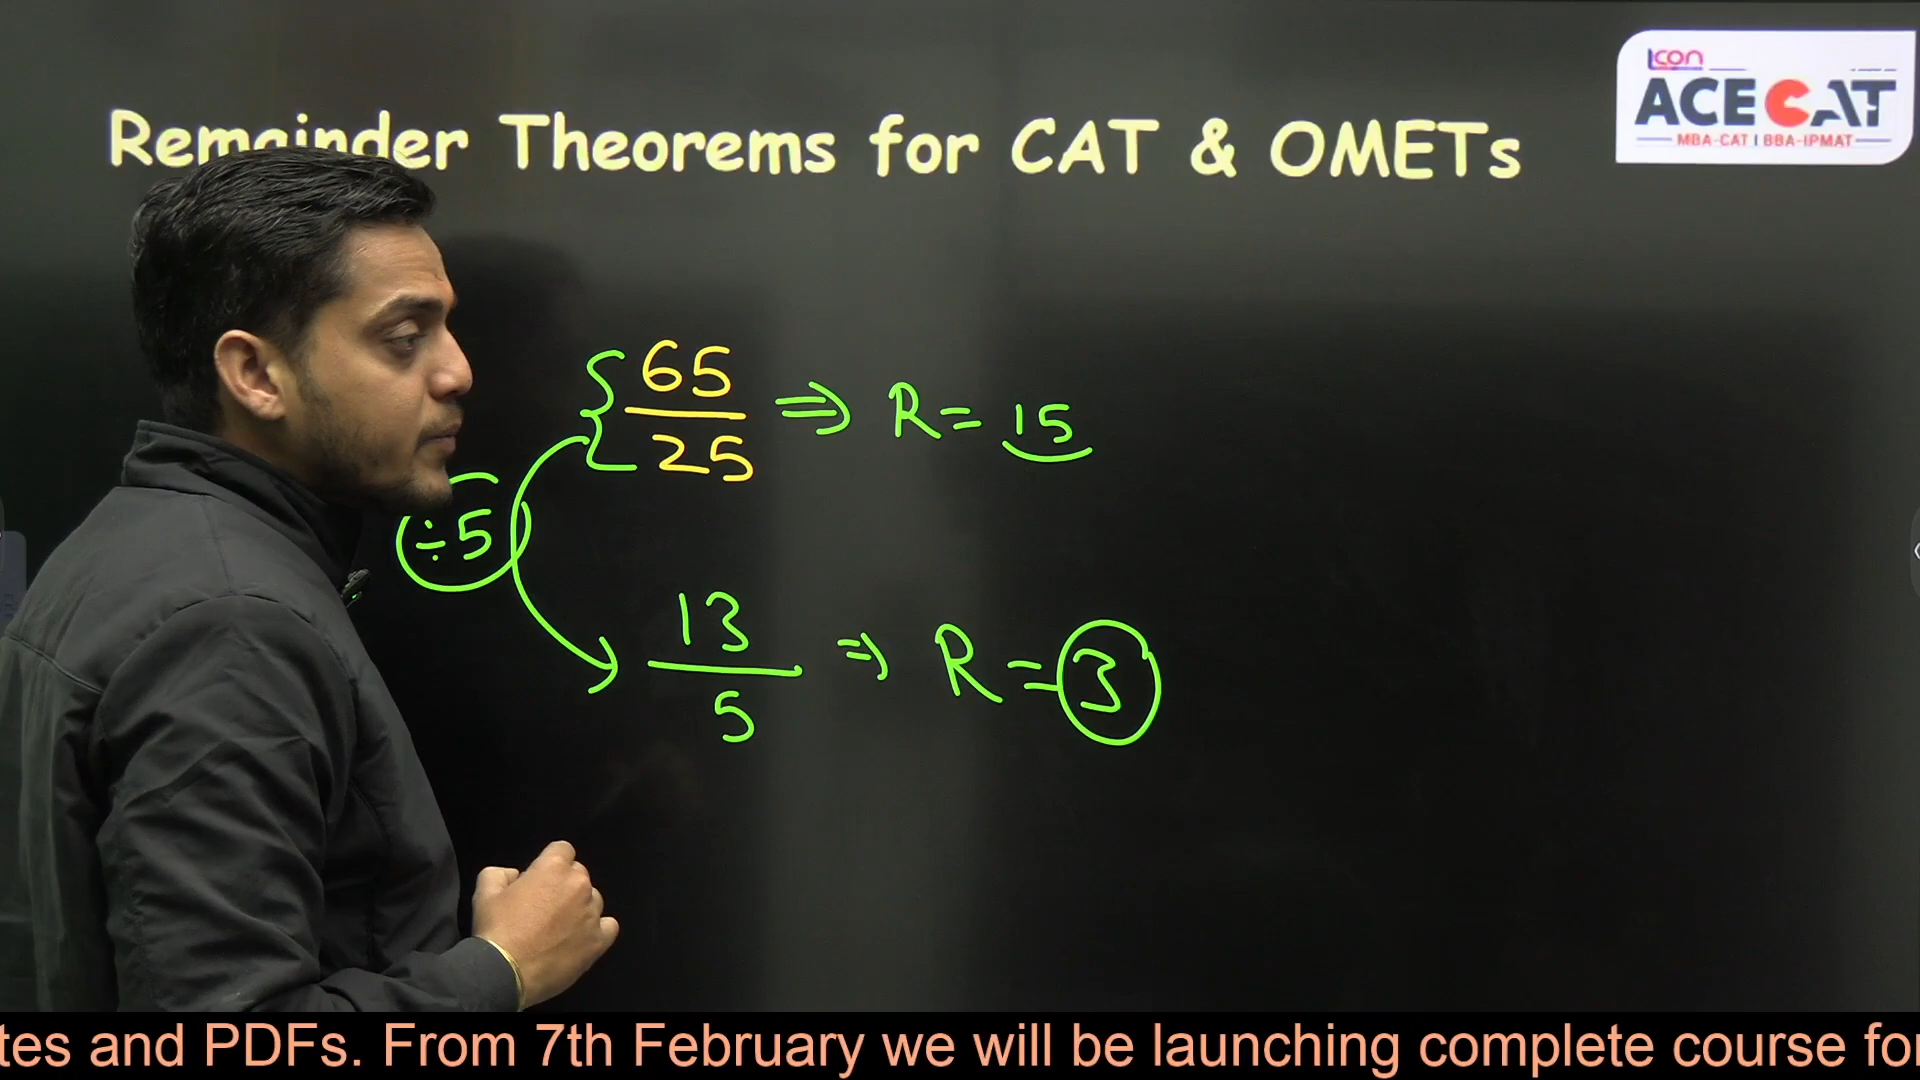 Remainder Theorems for CAT & OMETs
ıcon
ACE CAT
MBA-CAT | BBA-IPMAT
65
25
⇒ R = 15
÷5
13
5
⇒ R = 3
tes and PDFs. From 7th February we will be launching complete course for